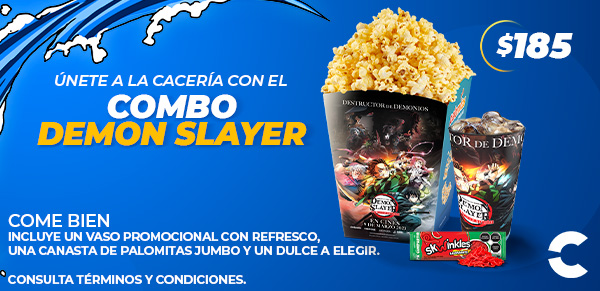 ÚNETE A LA CACERÍA CON EL
COMBO
DEMON SLAYER
$185
DESTRUCTOR DE DEMONIOS
DEMON
SLAYER
EN CINES
TOR DE DEMO
DEMON
SLAYER
skwinkles
COME BIEN
INCLUYE UN VASO PROMOCIONAL CON REFRESCO,
UNA CANASTA DE PALOMITAS JUMBO Y UN DULCE A ELEGIR.
CONSULTA TÉRMINOS Y CONDICIONES.